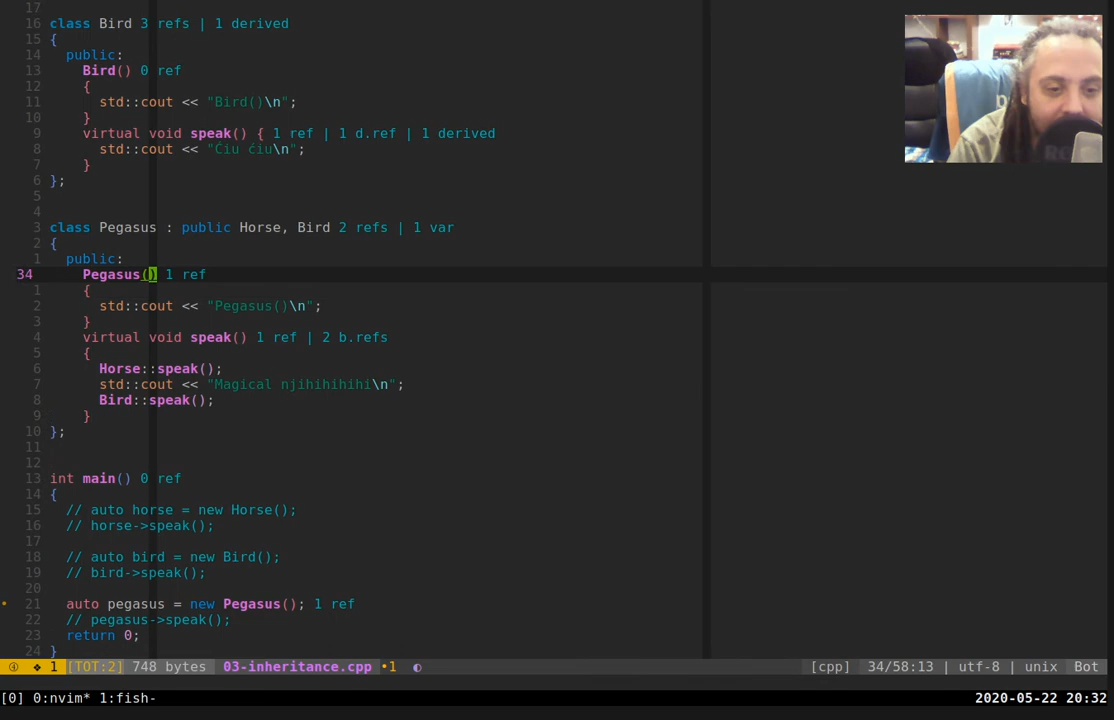 17
16 class Bird 3 refs | 1 derived
15 {
14 public:
13 Bird() 0 ref
12 {
11 std::cout << "Bird()\n";
10 }
9 virtual void speak() { 1 ref | 1 d.ref | 1 derived
8 std::cout << "Ćiu ćiu\n";
7 }
6 };
5
4
3 class Pegasus : public Horse, Bird 2 refs | 1 var
2 {
1 public:
34 Pegasus() 1 ref
1 {
2 std::cout << "Pegasus()\n";
3 }
4 virtual void speak() 1 ref | 2 b.refs
5 {
6 Horse::speak();
7 std::cout << "Magical njihihihihi\n";
8 Bird::speak();
9 }
10 };
11
12
13 int main() 0 ref
14 {
15 // auto horse = new Horse();
16 // horse->speak();
17
18 // auto bird = new Bird();
19 // bird->speak();
20
21 auto pegasus = new Pegasus(); 1 ref
22 // pegasus->speak();
23 return 0;
24 }
④ ❖ 1 [TOT:2] 748 bytes 03-inheritance.cpp •1 ◐ [cpp] 34/58:13 | utf-8 | unix Bot
[0] 0:nvim* 1:fish- 2020-05-22 20:32